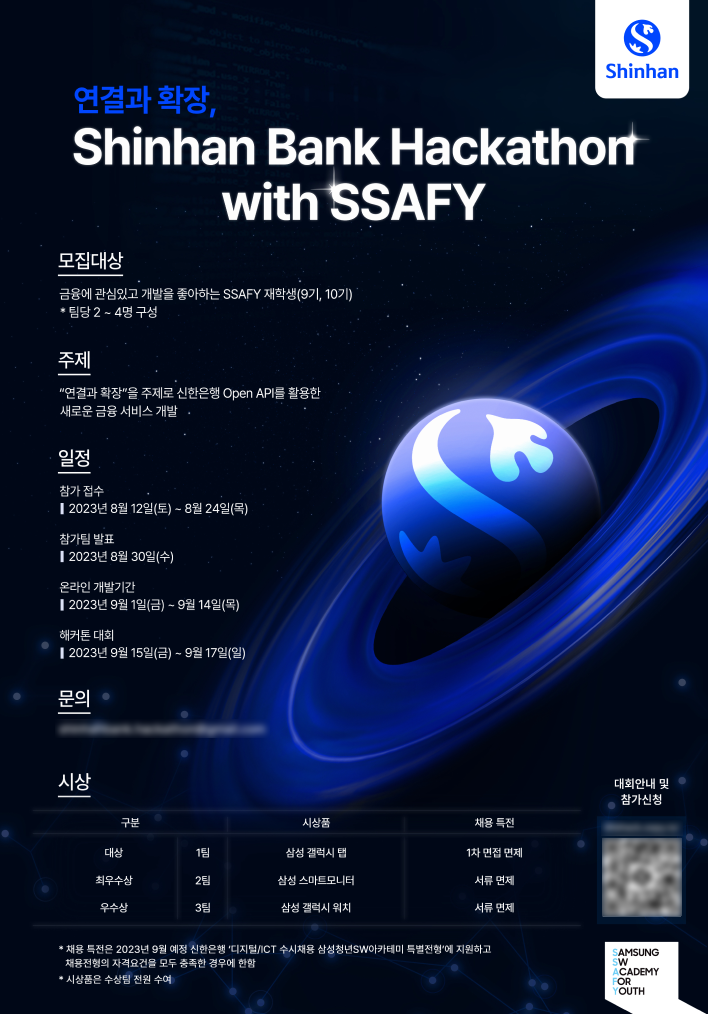 Shinhan
연결과 확장,
Shinhan Bank Hackathon
with SSAFY
모집대상
금융에 관심있고 개발을 좋아하는 SSAFY 재학생(9기, 10기)
* 팀당 2 ~ 4명 구성
주제
“연결과 확장”을 주제로 신한은행 Open API를 활용한
새로운 금융 서비스 개발
일정
참가 접수
2023년 8월 12일(토) ~ 8월 24일(목)
참가팀 발표
2023년 8월 30일(수)
온라인 개발기간
2023년 9월 1일(금) ~ 9월 14일(목)
해커톤 대회
2023년 9월 15일(금) ~ 9월 17일(일)
문의
시상
구분 시상품 채용 특전
대상 1팀 삼성 갤럭시 탭 1차 면접 면제
최우수상 2팀 삼성 스마트모니터 서류 면제
우수상 3팀 삼성 갤럭시 워치 서류 면제
* 채용 특전은 2023년 9월 예정 신한은행 ‘디지털/ICT 수시채용 삼성청년SW아카데미 특별전형’에 지원하고
채용전형의 자격요건을 모두 충족한 경우에 한함
* 시상품은 수상팀 전원 수여
대회안내 및
참가신청
SAMSUNG
SW
ACADEMY
FOR
YOUTH